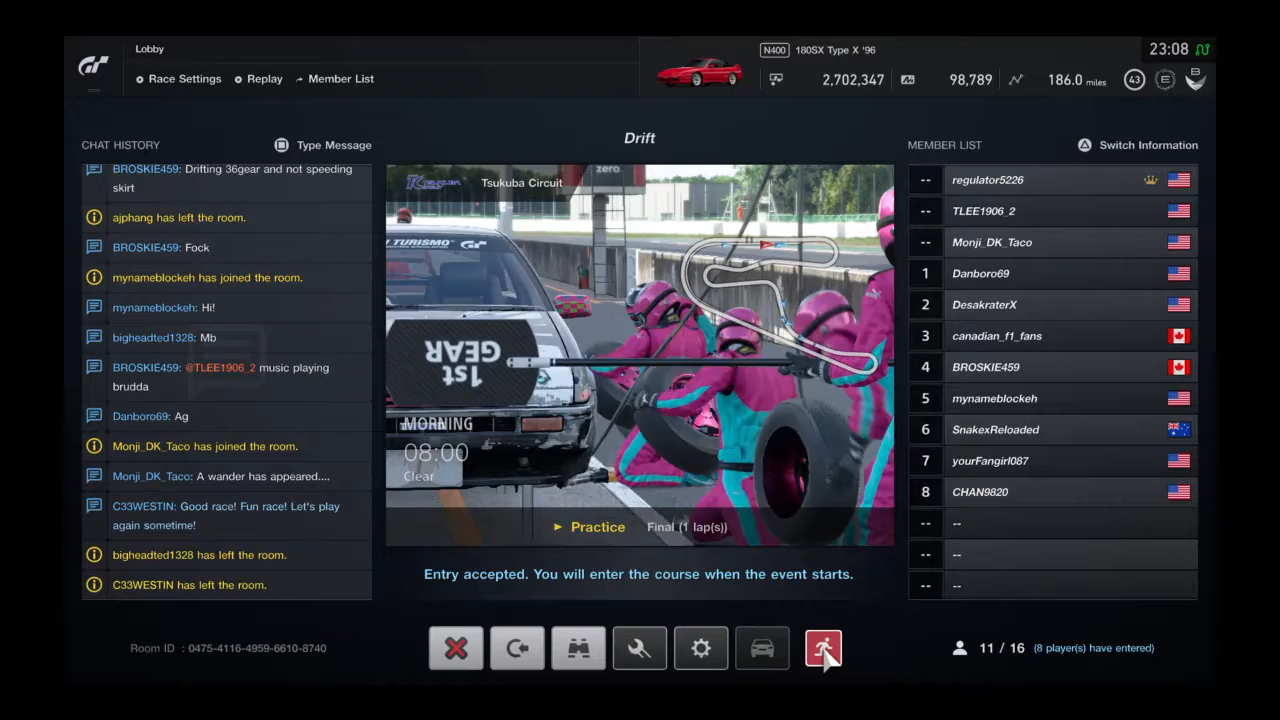 Lobby
Race Settings
Replay
Member List
N400
180SX Type X '96
2,702,347
98,789
186.0 miles
43
E
B
23:08
CHAT HISTORY
Type Message
BROSKIE459: Drifting 36gear and not speeding
skirt
ajphang has left the room.
BROSKIE459: Fock
mynameblockeh has joined the room.
mynameblockeh: Hi!
bigheadted1328: Mb
BROSKIE459: @TLEE1906_2 music playing
brudda
Danboro69: Ag
Monji_DK_Taco has joined the room.
Monji_DK_Taco: A wander has appeared....
C33WESTIN: Good race! Fun race! Let's play
again sometime!
bigheadted1328 has left the room.
C33WESTIN has left the room.
Drift
Tsukuba Circuit
zero.
TURISMO
1st
GEAR
MORNING
08:00
Clear
Practice
Final (1 lap(s))
Entry accepted. You will enter the course when the event starts.
MEMBER LIST
Switch Information
-- regulator5226
-- TLEE1906_2
-- Monji_DK_Taco
1 Danboro69
2 DesakraterX
3 canadian_f1_fans
4 BROSKIE459
5 mynameblockeh
6 SnakexReloaded
7 yourFangirl087
8 CHAN9820
-- --
-- --
-- --
Room ID : 0475-4116-4959-6610-8740
11 / 16 (8 player(s) have entered)